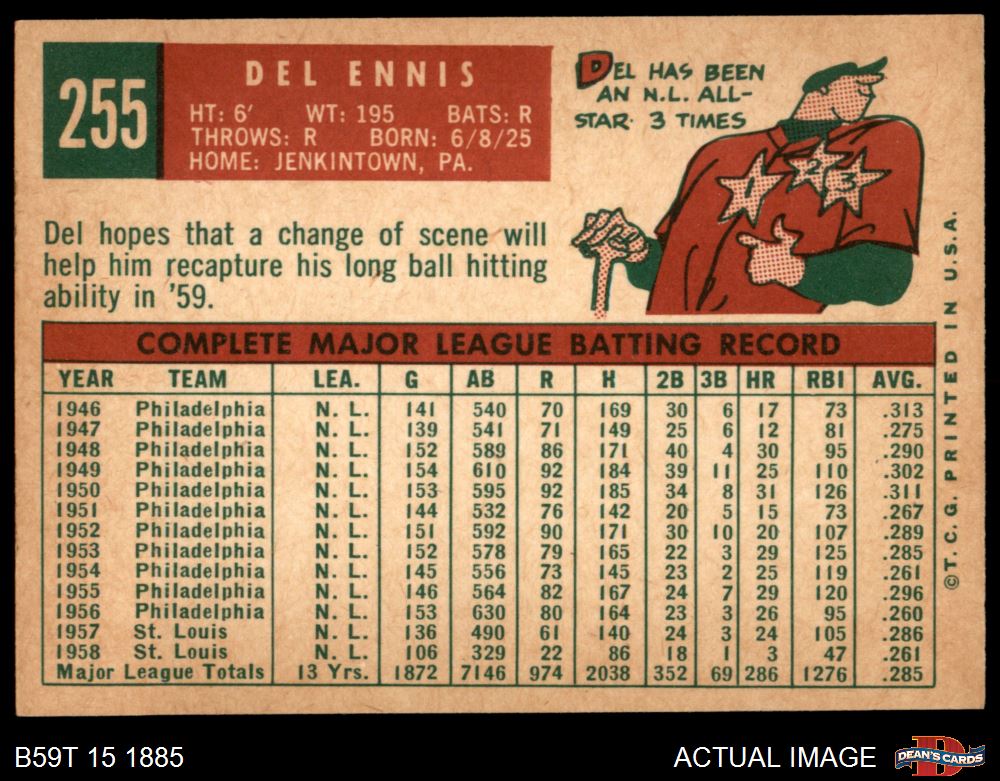 255
DEL ENNIS
HT: 6' WT: 195 BATS: R
THROWS: R BORN: 6/8/25
HOME: JENKINTOWN, PA.
DEL HAS BEEN
AN N.L. ALL-
STAR 3 TIMES
1 2 3
Del hopes that a change of scene will
help him recapture his long ball hitting
ability in '59.
COMPLETE MAJOR LEAGUE BATTING RECORD
YEAR TEAM LEA. G AB R H 2B 3B HR RBI AVG.
1946 Philadelphia N. L. 141 540 70 169 30 6 17 73 .313
1947 Philadelphia N. L. 139 541 71 149 25 6 12 81 .275
1948 Philadelphia N. L. 152 589 86 171 40 4 30 95 .290
1949 Philadelphia N. L. 154 610 92 184 39 11 25 110 .302
1950 Philadelphia N. L. 153 595 92 185 34 8 31 126 .311
1951 Philadelphia N. L. 144 532 76 142 20 5 15 73 .267
1952 Philadelphia N. L. 151 592 90 171 30 10 20 107 .289
1953 Philadelphia N. L. 152 578 79 165 22 3 29 125 .285
1954 Philadelphia N. L. 145 556 73 145 23 2 25 119 .261
1955 Philadelphia N. L. 146 564 82 167 24 7 29 120 .296
1956 Philadelphia N. L. 153 630 80 164 23 3 26 95 .260
1957 St. Louis N. L. 136 490 61 140 24 3 24 105 .286
1958 St. Louis N. L. 106 329 22 86 18 1 3 47 .261
Major League Totals 13 Yrs. 1872 7146 974 2038 352 69 286 1276 .285
©T. C. G. PRINTED IN U.S.A.
B59T 15 1885
ACTUAL IMAGE
D
DEAN'S CARDS